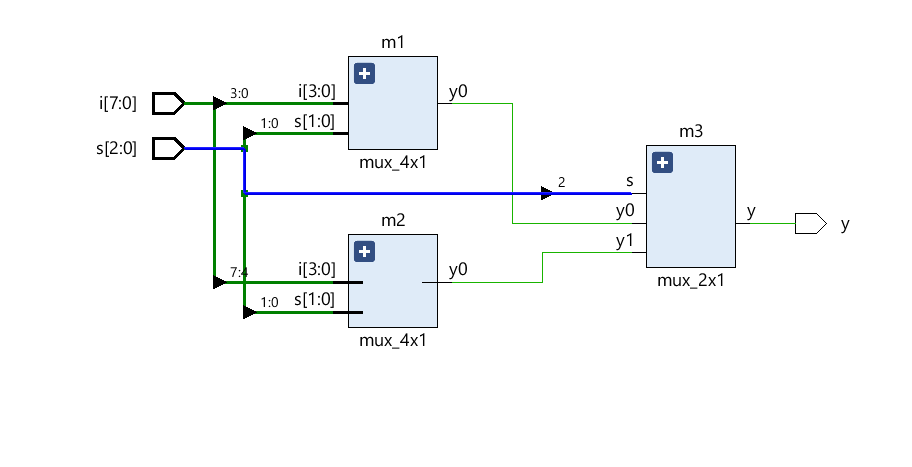 m1
i[7:0]
3:0
i[3:0]
y0
1:0
s[1:0]
s[2:0]
mux_4x1
m3
2
s
y0
y
y
y1
m2
7:4
i[3:0]
y0
1:0
s[1:0]
mux_2x1
mux_4x1